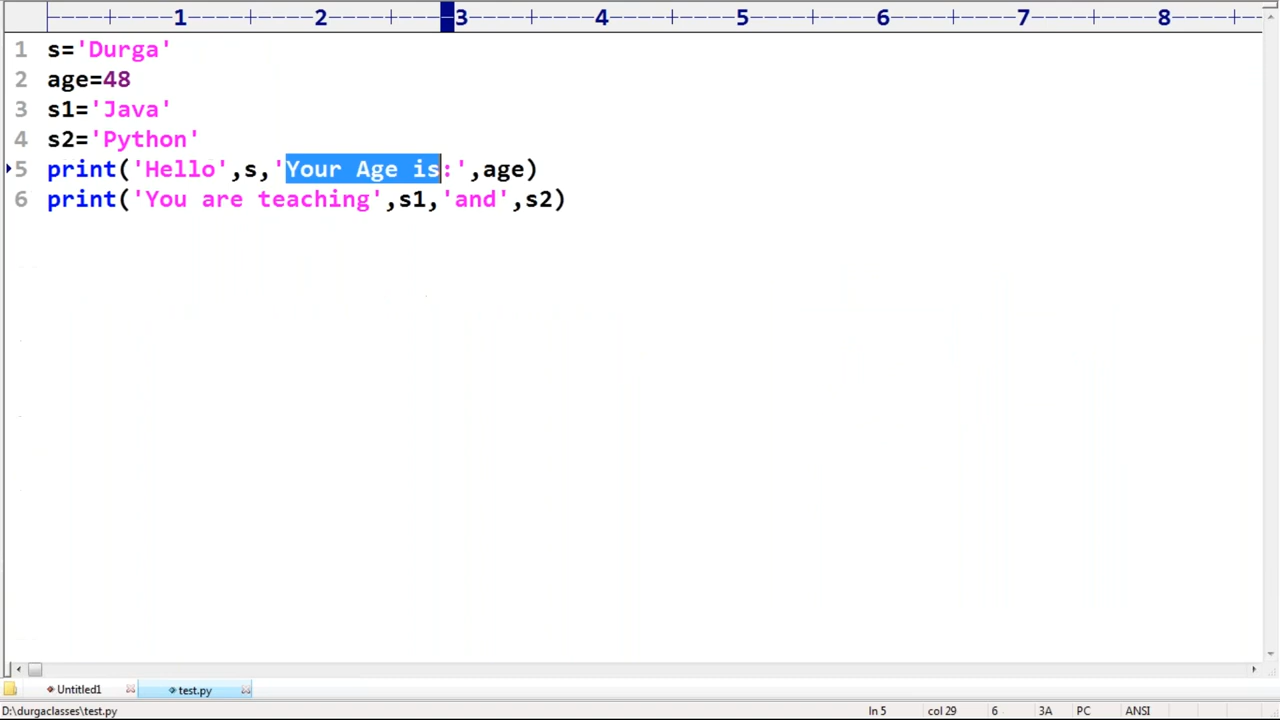 ----+----1----+----2----+----3----+----4----+----5----+----6----+----7----+----8----+--
1 s='Durga'
2 age=48
3 s1='Java'
4 s2='Python'
5 print('Hello',s,'Your Age is:',age)
6 print('You are teaching',s1,'and',s2)
Untitled1 test.py
D:\durgaclasses\test.py ln 5 col 29 6 3A PC ANSI